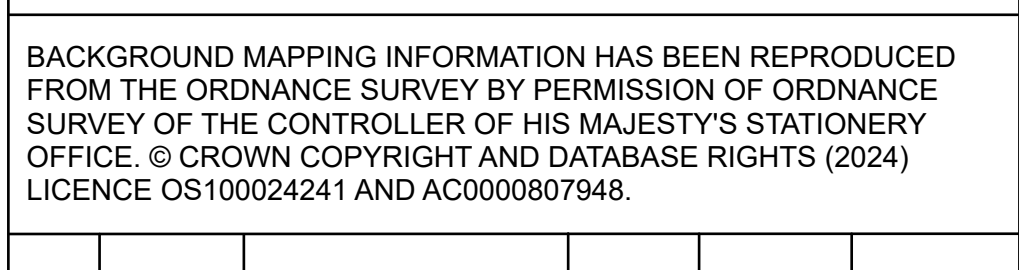 BACKGROUND MAPPING INFORMATION HAS BEEN REPRODUCED
FROM THE ORDNANCE SURVEY BY PERMISSION OF ORDNANCE
SURVEY OF THE CONTROLLER OF HIS MAJESTY'S STATIONERY
OFFICE. © CROWN COPYRIGHT AND DATABASE RIGHTS (2024)
LICENCE OS100024241 AND AC0000807948.